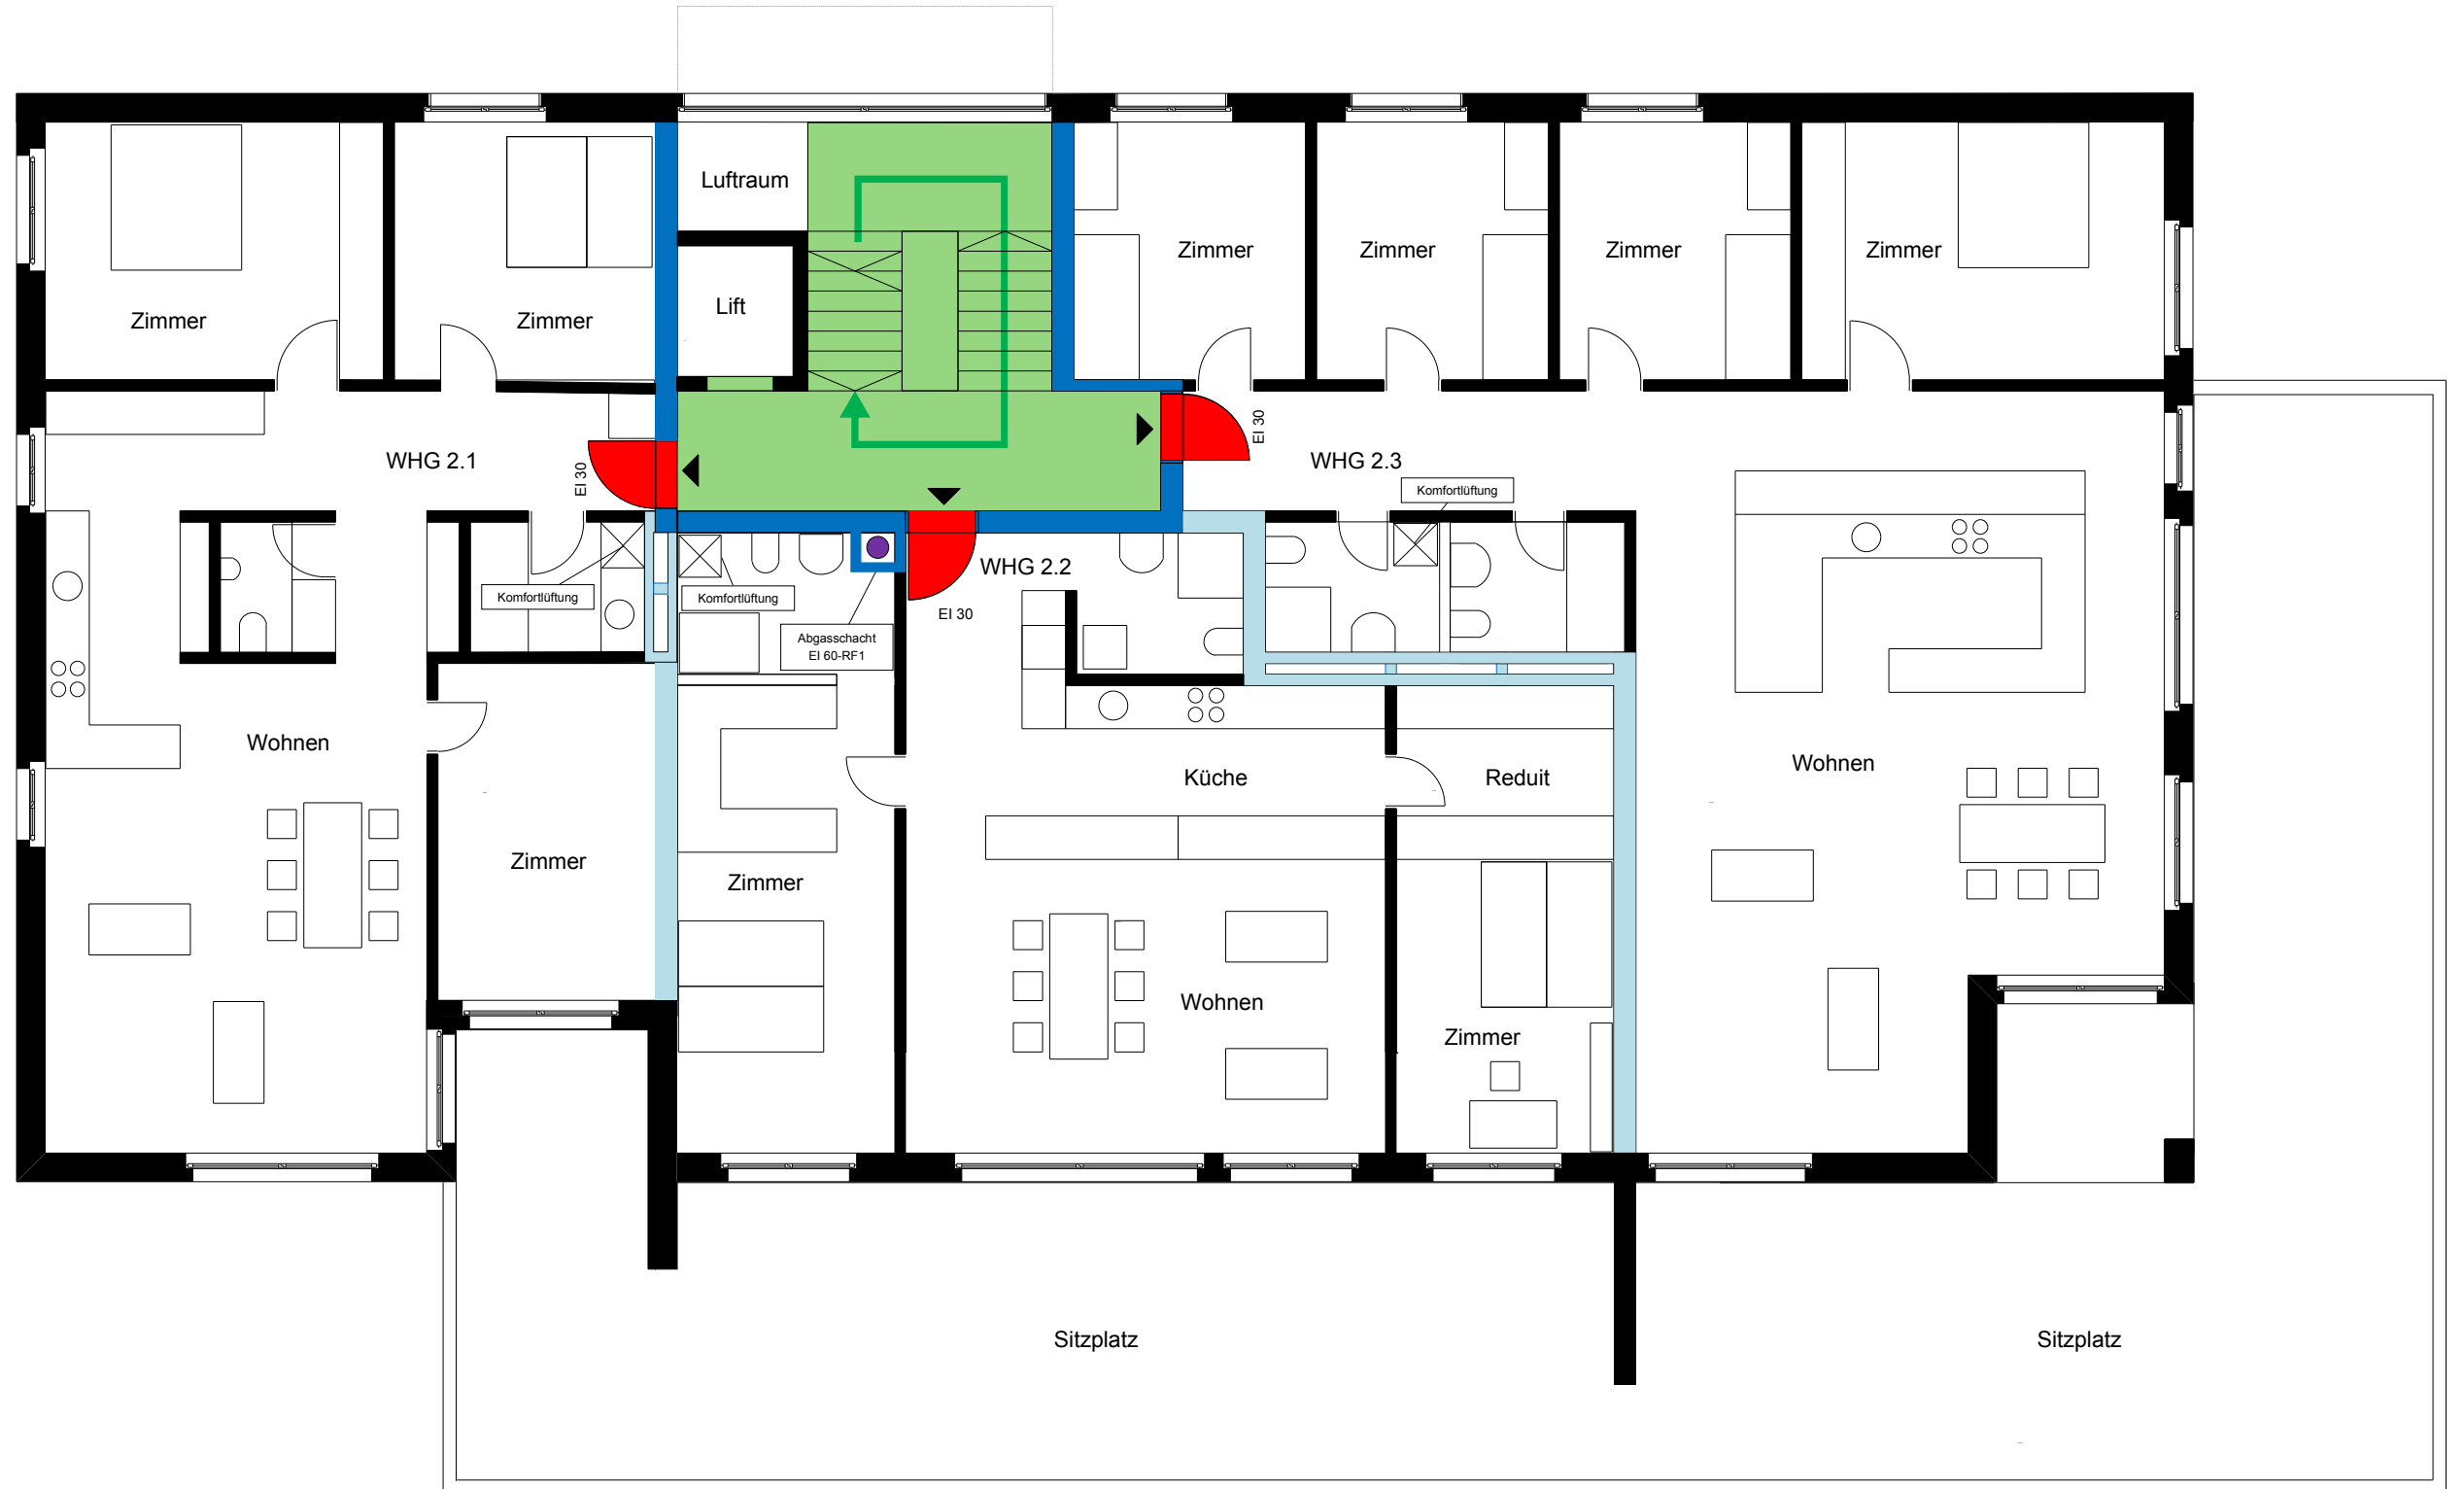 Luftraum
Zimmer
Zimmer
Zimmer
Zimmer
Lift
Zimmer
Zimmer
EI 30
WHG 2.1
EI 30
WHG 2.3
Komfortlüftung
WHG 2.2
Komfortlüftung
Komfortlüftung
EI 30
Abgasschacht
EI 60-RF1
Wohnen
Küche
Reduit
Wohnen
Zimmer
Zimmer
Wohnen
Zimmer
Sitzplatz
Sitzplatz